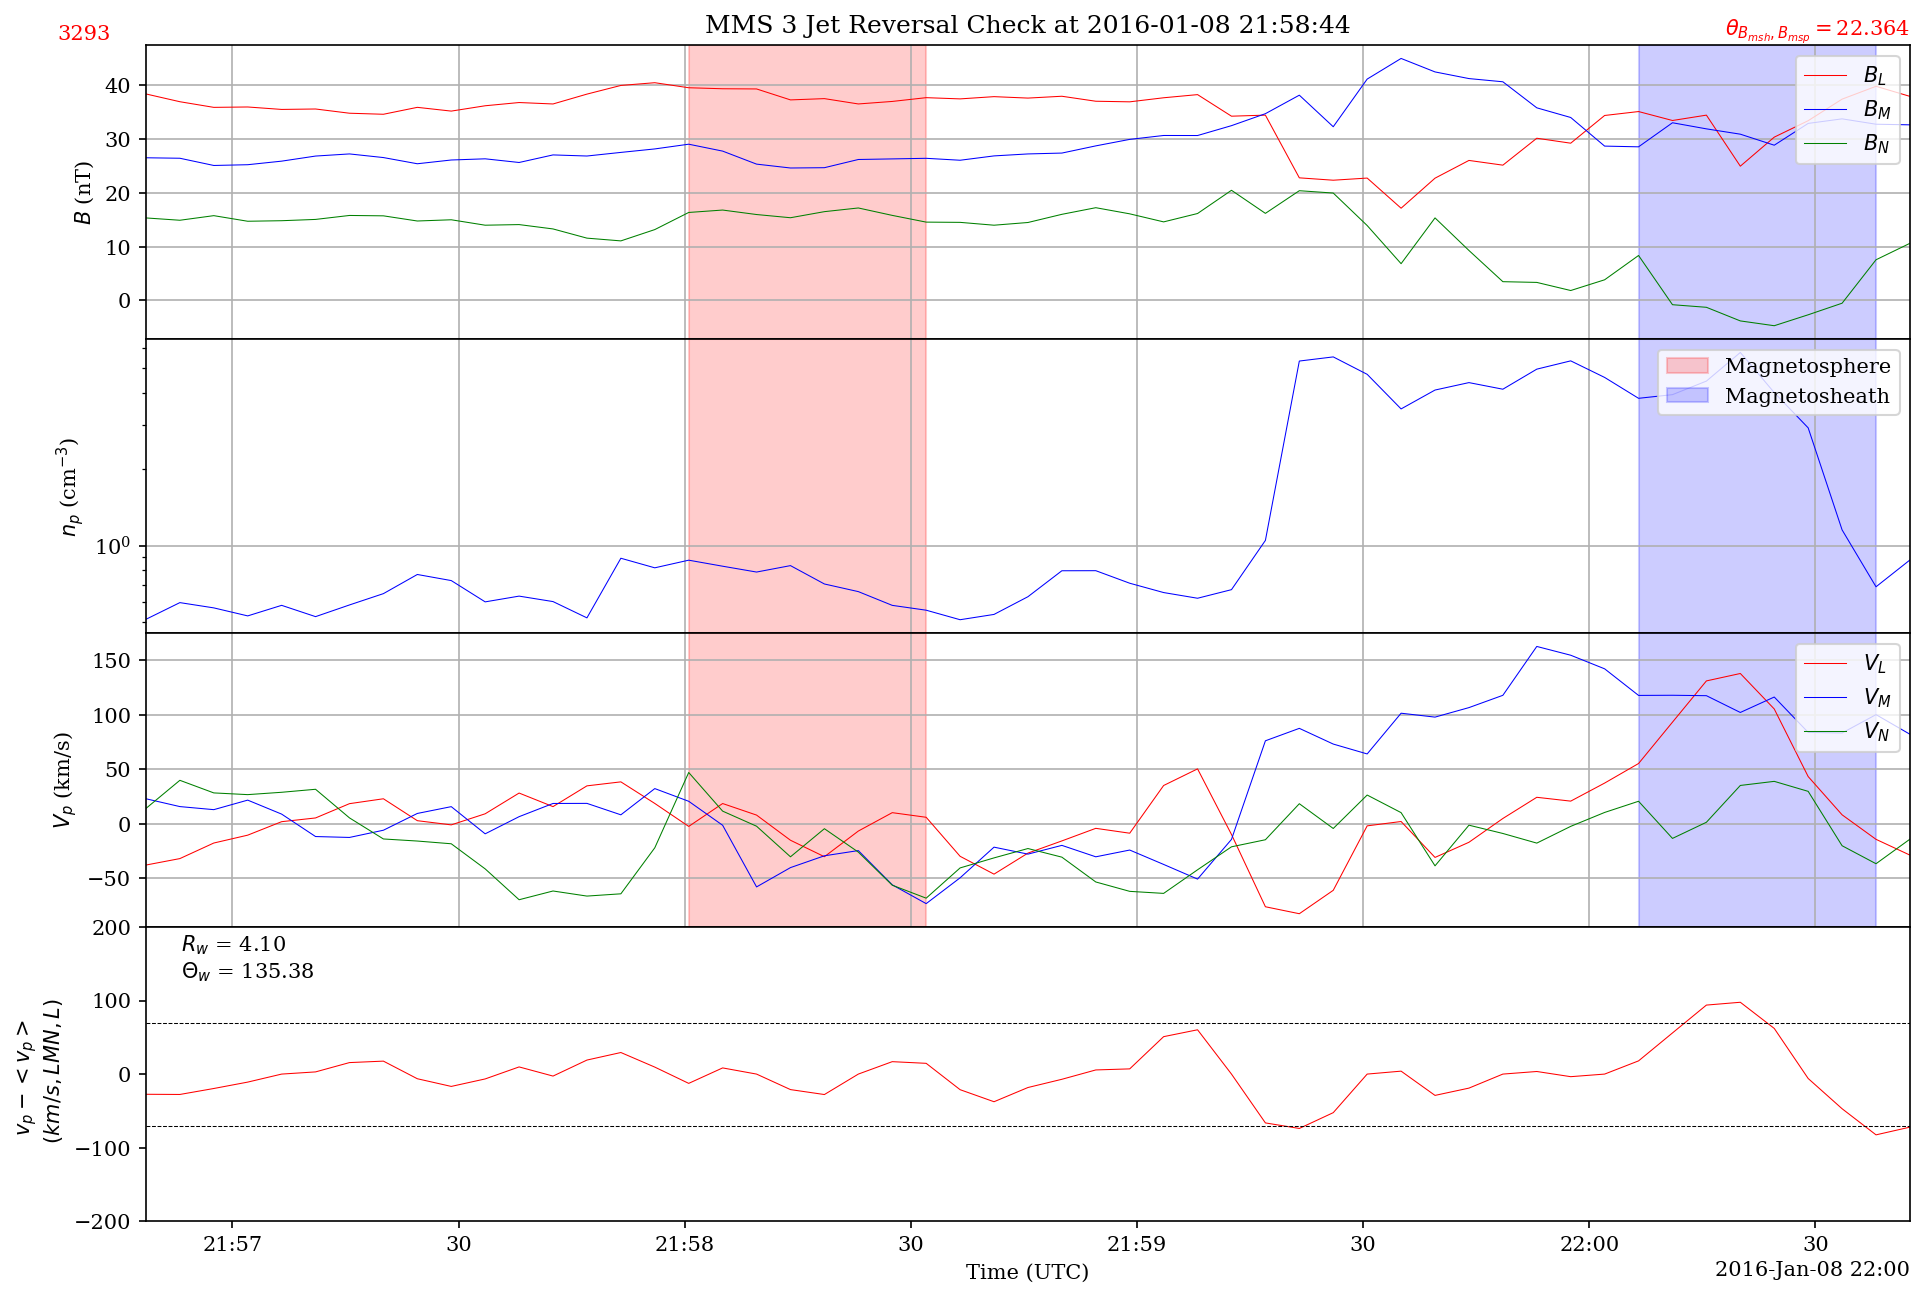 3293
MMS 3 Jet Reversal Check at 2016-01-08 21:58:44
θ_{B_{msh}, B_{msp}} = 22.364
40
30
20
10
0
B (nT)
B_L
B_M
B_N
10^0
n_p (cm^{−3})
Magnetosphere
Magnetosheath
150
100
50
0
−50
V_p (km/s)
V_L
V_M
V_N
200
100
0
−100
−200
v_p − < v_p >
(km/s, LMN, L)
R_w = 4.10
Θ_w = 135.38
21:57
30
21:58
30
21:59
30
22:00
30
Time (UTC)
2016-Jan-08 22:00